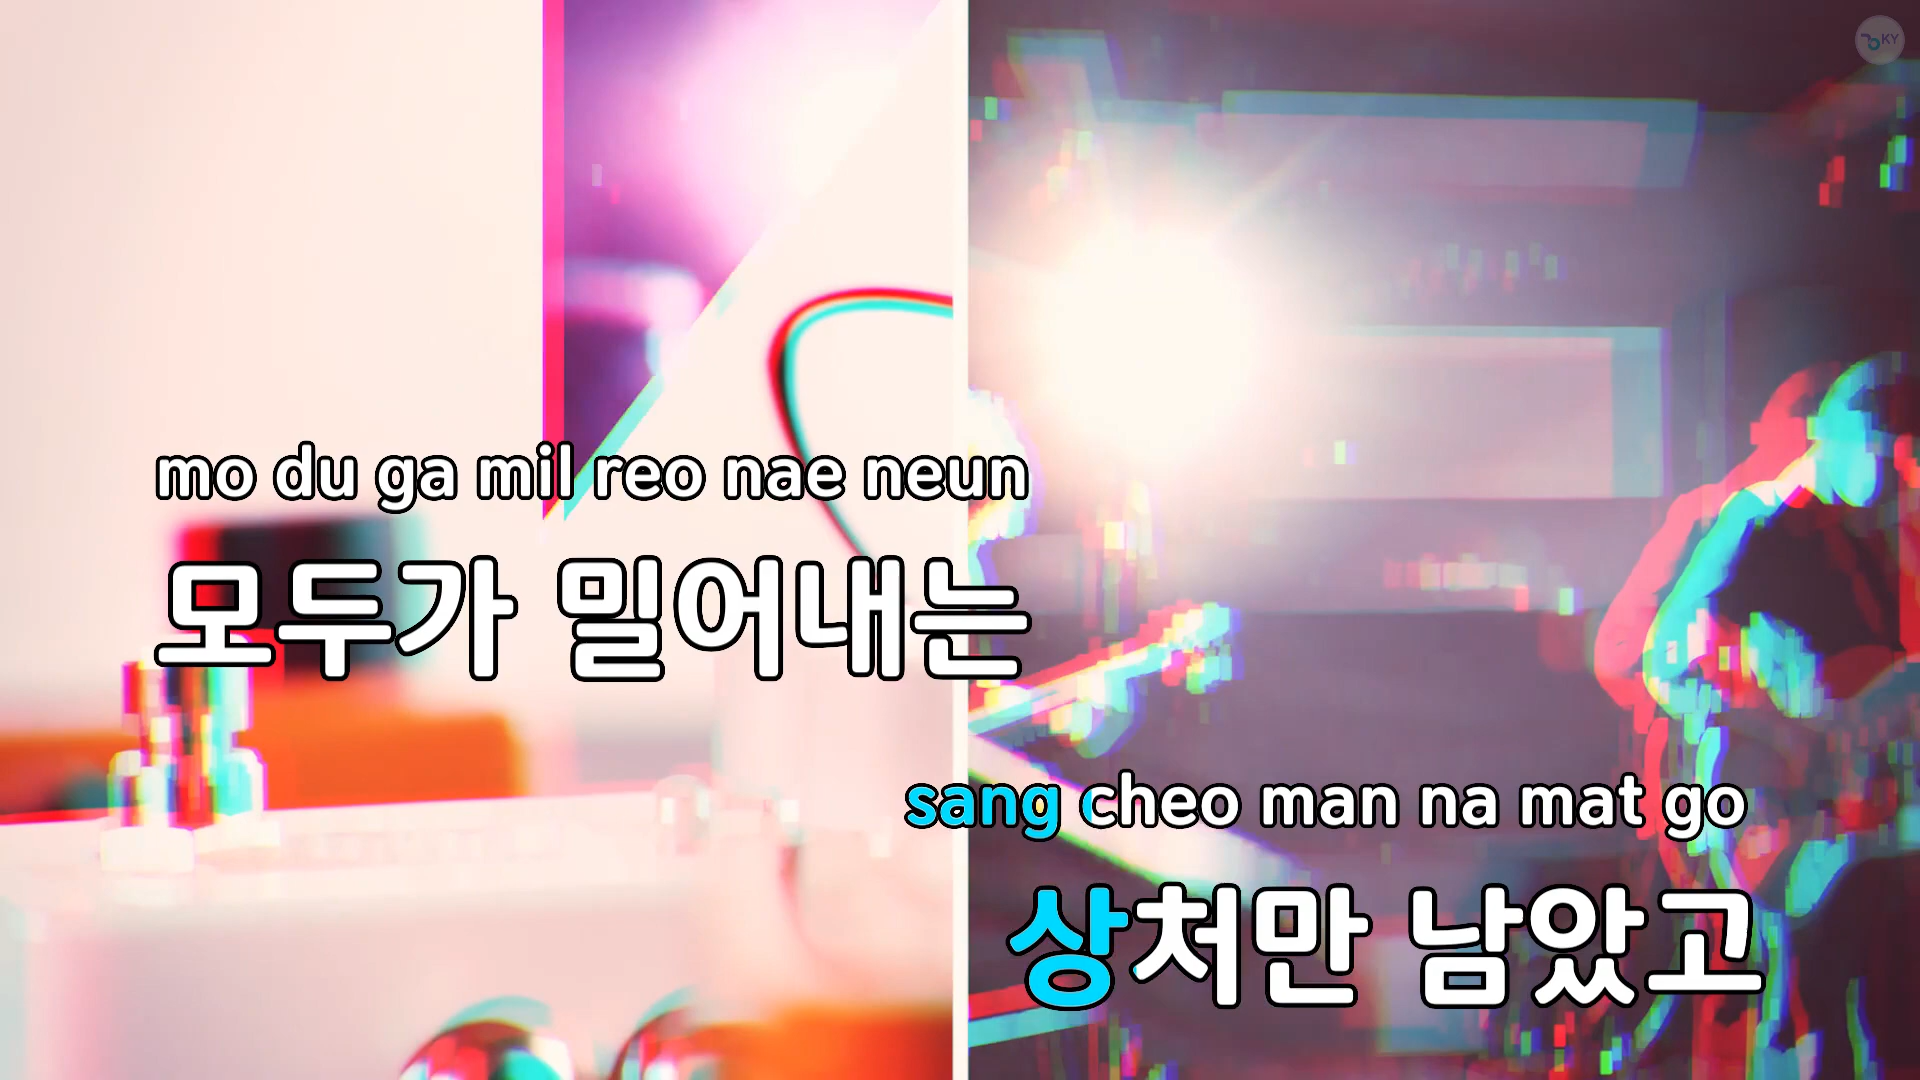 KY
mo du ga mil reo nae neun
모두가 밀어내는
sang cheo man na mat go
상처만 남았고